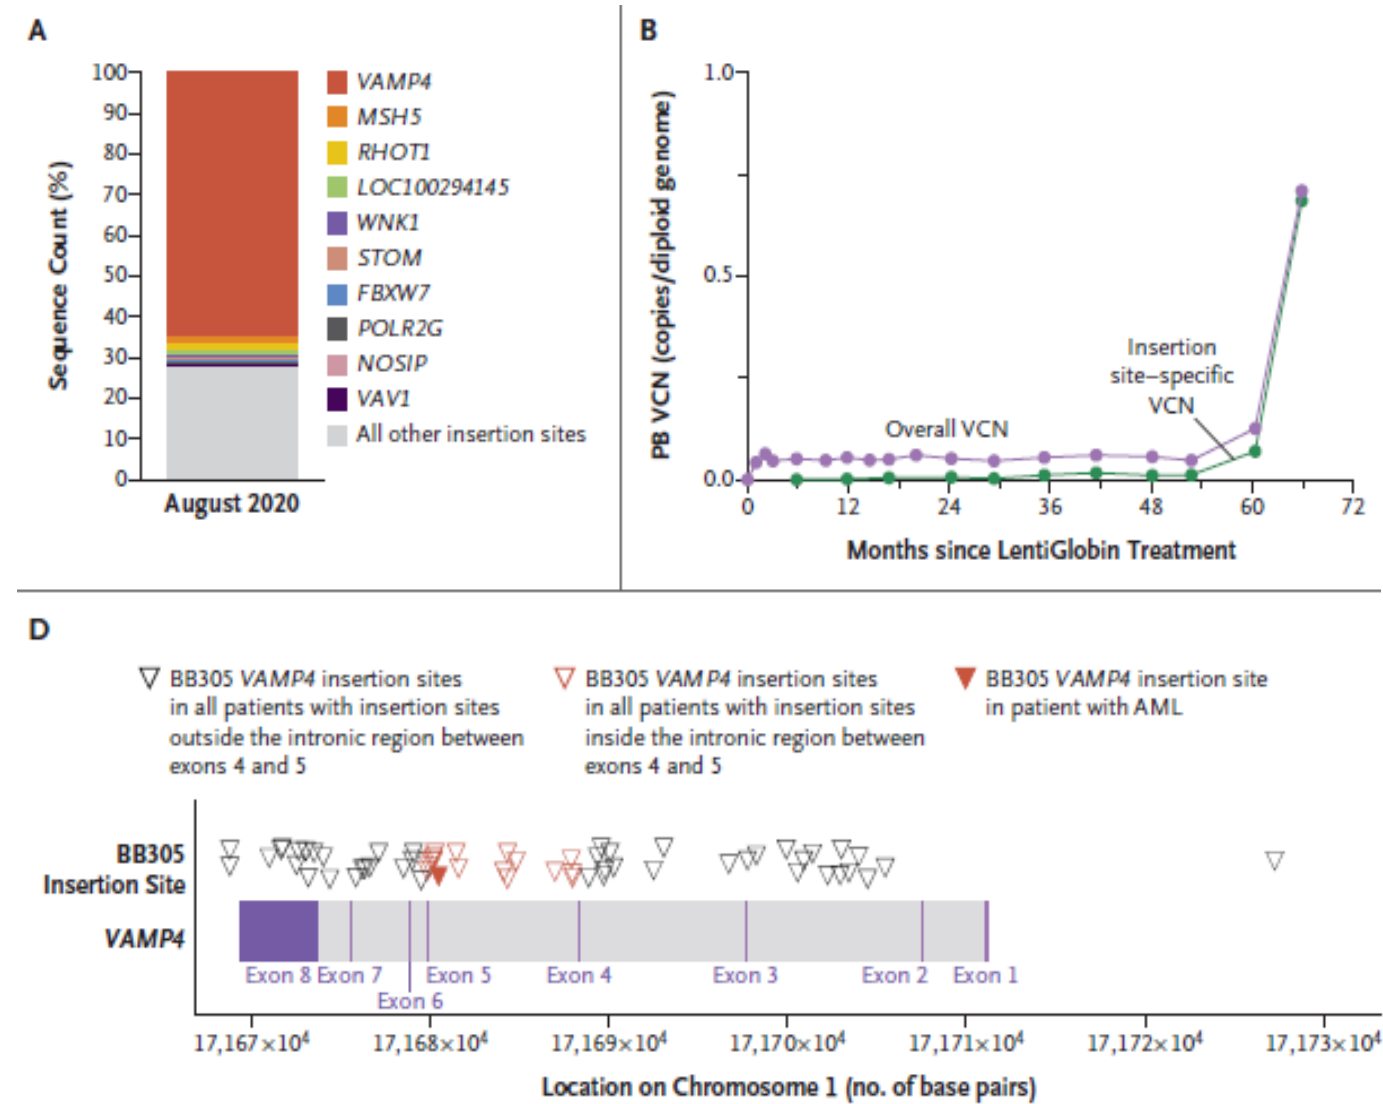 A
Sequence Count (%)
100
90
80
70
60
50
40
30
20
10
0
August 2020
VAMP4
MSH5
RHOT1
LOC100294145
WNK1
STOM
FBXW7
POLR2G
NOSIP
VAV1
All other insertion sites
B
PB VCN (copies/diploid genome)
1.0
0.5
0.0
Overall VCN
Insertion
site–specific
VCN
0 12 24 36 48 60 72
Months since LentiGlobin Treatment
D
BB305 VAMP4 insertion sites
in all patients with insertion sites
outside the intronic region between
exons 4 and 5
BB305 VAMP4 insertion sites
in all patients with insertion sites
inside the intronic region between
exons 4 and 5
BB305 VAMP4 insertion site
in patient with AML
BB305
Insertion Site
VAMP4
Exon 8 Exon 7 Exon 5 Exon 4 Exon 3 Exon 2 Exon 1
Exon 6
17,167×10⁴ 17,168×10⁴ 17,169×10⁴ 17,170×10⁴ 17,171×10⁴ 17,172×10⁴ 17,173×10⁴
Location on Chromosome 1 (no. of base pairs)